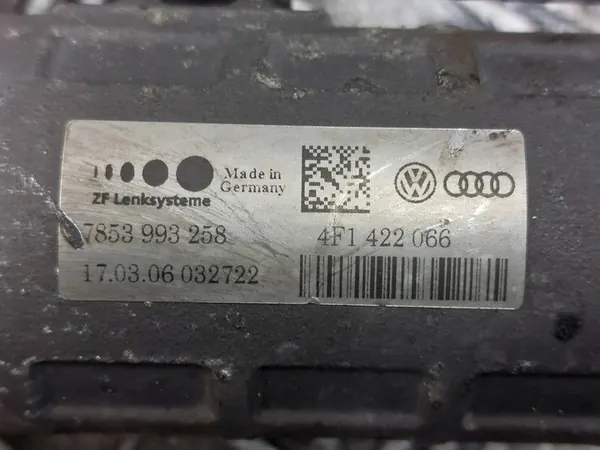 Made in
Germany
ZF Lenksysteme
7853 993 258
4F1 422 066
17.03.06 032722